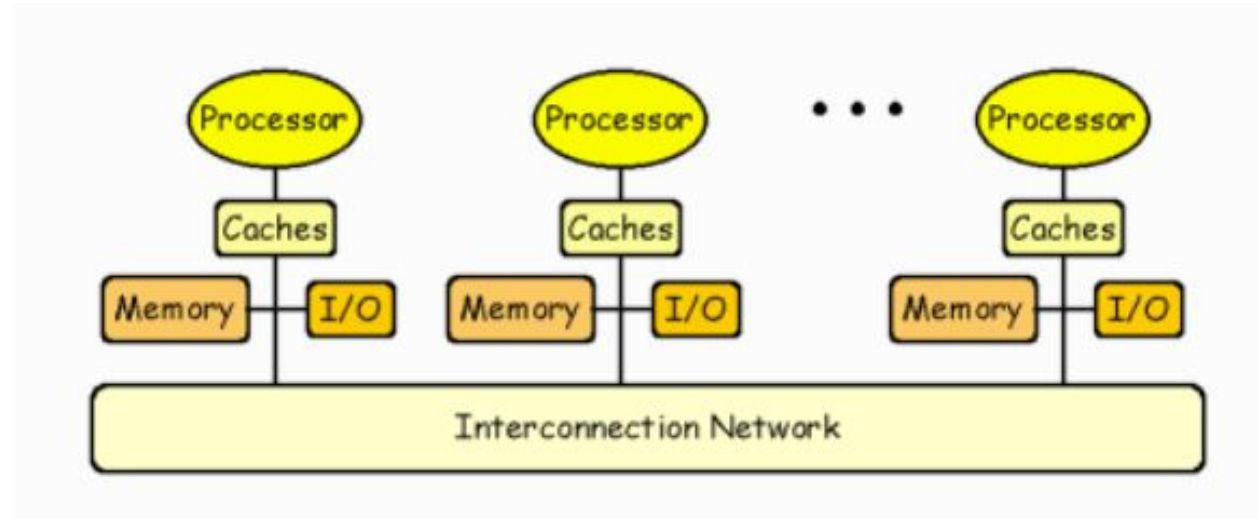 Processor Processor • • • Processor
Caches Caches Caches
Memory I/O Memory I/O Memory I/O
Interconnection Network